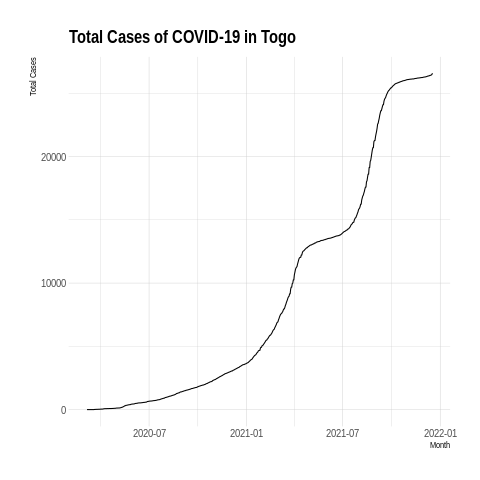 Total Cases of COVID-19 in Togo
Total Cases
20000
10000
0
2020-07 2021-01 2021-07 2022-01
Month